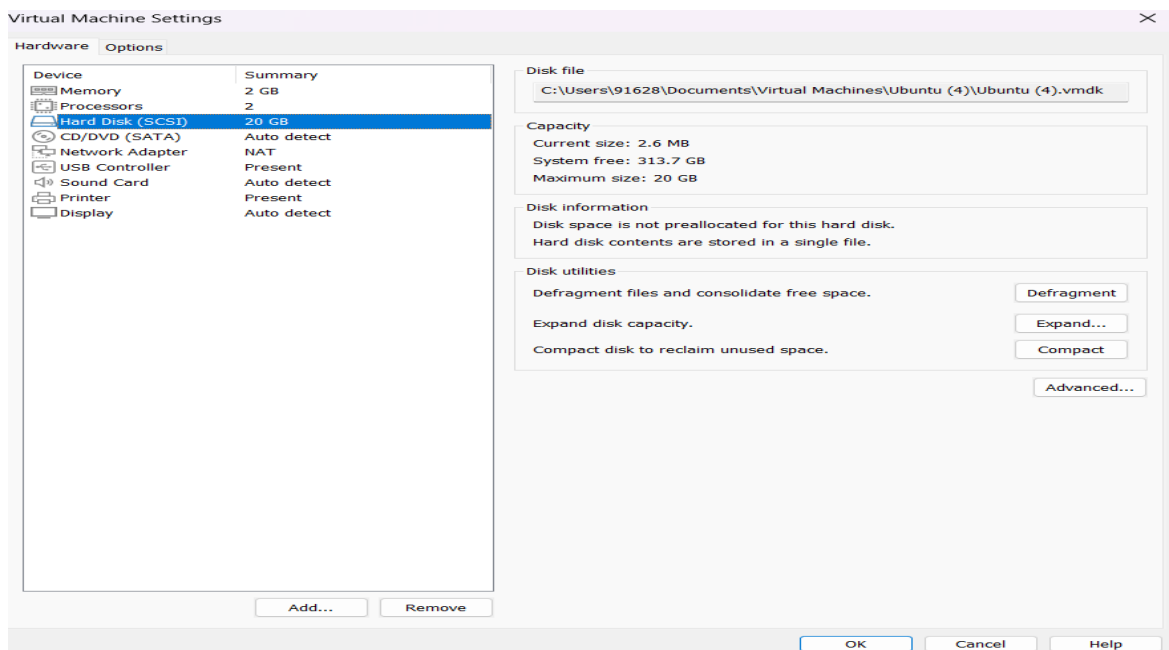 Virtual Machine Settings
Hardware Options
Device Summary
Memory 2 GB
Processors 2
Hard Disk (SCSI) 20 GB
CD/DVD (SATA) Auto detect
Network Adapter NAT
USB Controller Present
Sound Card Auto detect
Printer Present
Display Auto detect
Add... Remove
Disk file
C:\Users\91628\Documents\Virtual Machines\Ubuntu (4)\Ubuntu (4).vmdk
Capacity
Current size: 2.6 MB
System free: 313.7 GB
Maximum size: 20 GB
Disk information
Disk space is not preallocated for this hard disk.
Hard disk contents are stored in a single file.
Disk utilities
Defragment files and consolidate free space. Defragment
Expand disk capacity. Expand...
Compact disk to reclaim unused space. Compact
Advanced...
OK Cancel Help